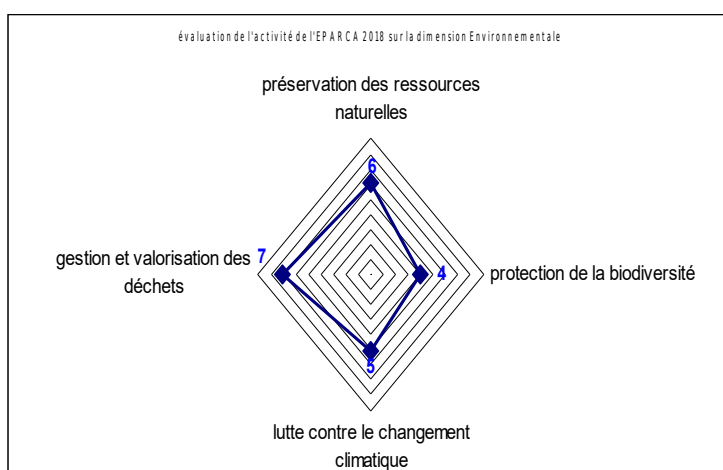 évaluation de l'activité de l'EPARCA 2018 sur la dimension Environnementale
préservation des ressources
naturelles
6
7
gestion et valorisation des
déchets
4
protection de la biodiversité
5
lutte contre le changement
climatique